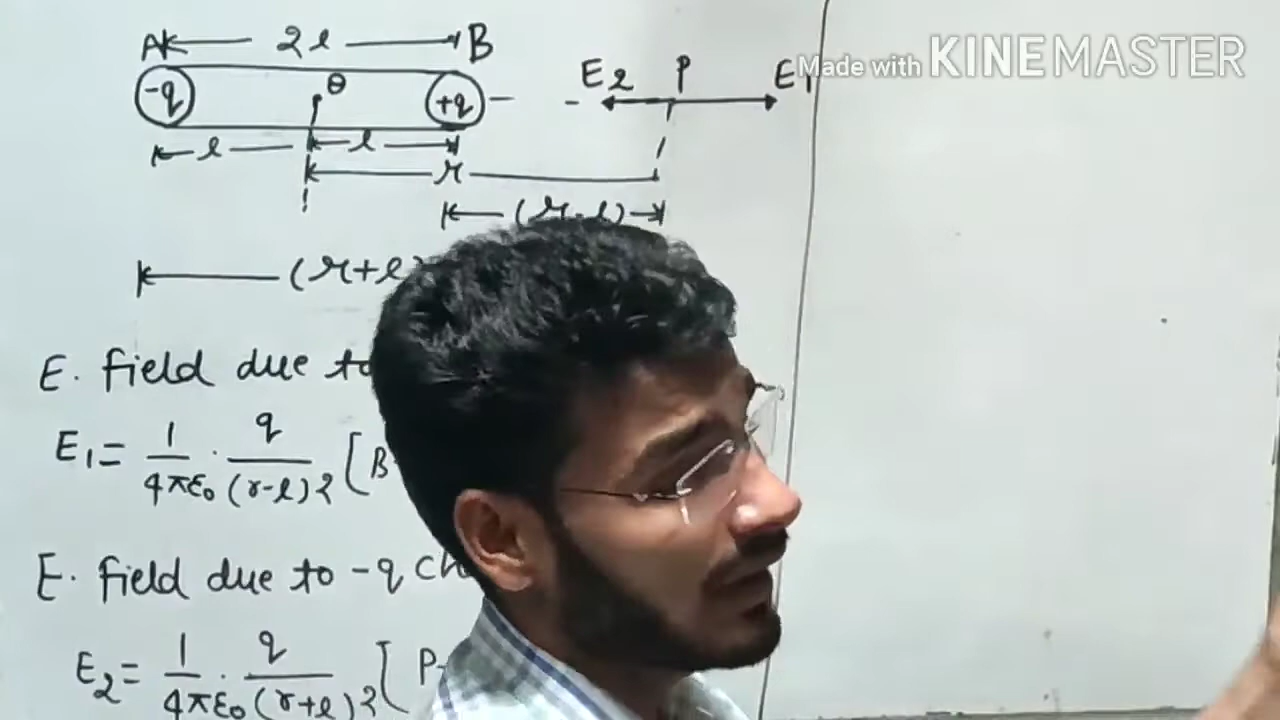 A 2l B
-q θ +q E2 P E1
Made with KINEMASTER
l l
r
(r-l)
(r+l)
E. Field due to
E1 = 1/4πε0 · q/(r-l)2 [B
E. Field due to -q Ch
E2 = 1/4πε0 · q/(r+l)2 [P-